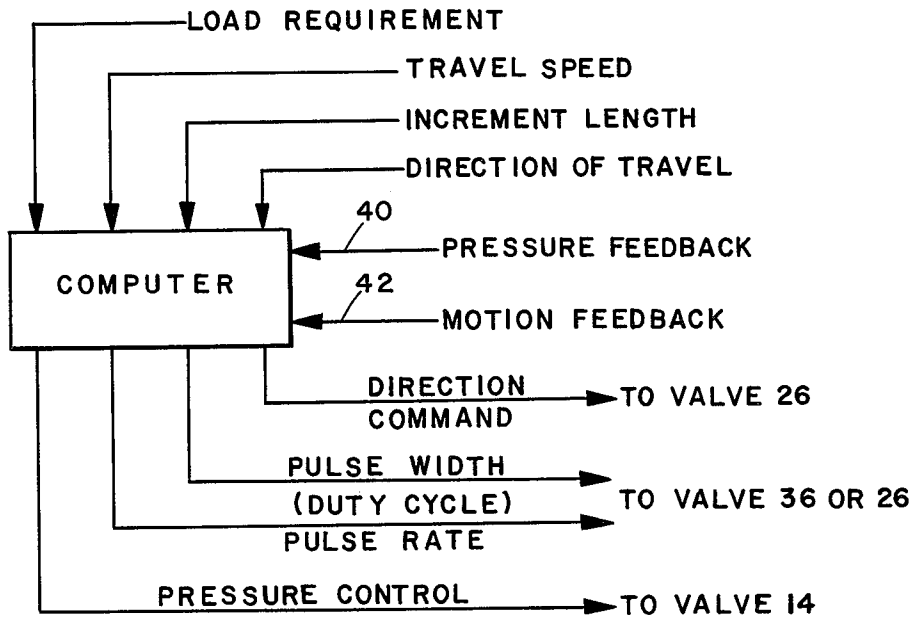 LOAD REQUIREMENT
TRAVEL SPEED
INCREMENT LENGTH
DIRECTION OF TRAVEL
40
PRESSURE FEEDBACK
COMPUTER
42
MOTION FEEDBACK
DIRECTION
COMMAND
TO VALVE 26
PULSE WIDTH
(DUTY CYCLE)
TO VALVE 36 OR 26
PULSE RATE
PRESSURE CONTROL
TO VALVE 14